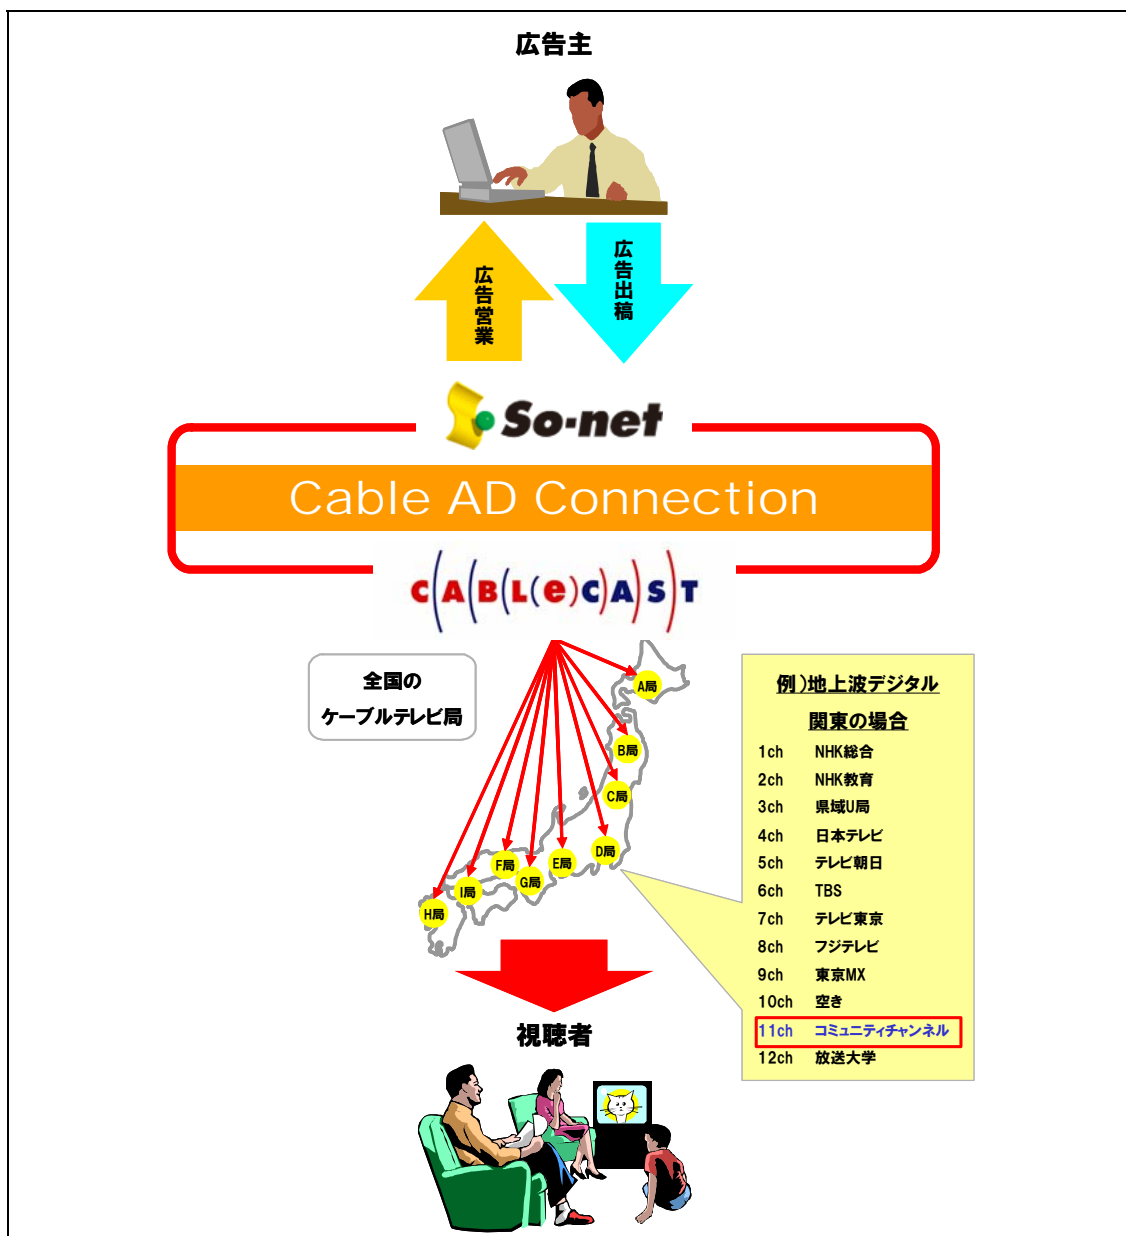 広告主
広告営業
広告出稿
So-net
Cable AD Connection
C(A(B(L(e)C)A)S)T
全国の
ケーブルテレビ局
A局
B局
C局
D局
E局
F局
G局
I局
H局
例)地上波デジタル
関東の場合
1ch NHK総合
2ch NHK教育
3ch 県域U局
4ch 日本テレビ
5ch テレビ朝日
6ch TBS
7ch テレビ東京
8ch フジテレビ
9ch 東京MX
10ch 空き
11ch コミュニティチャンネル
12ch 放送大学
視聴者